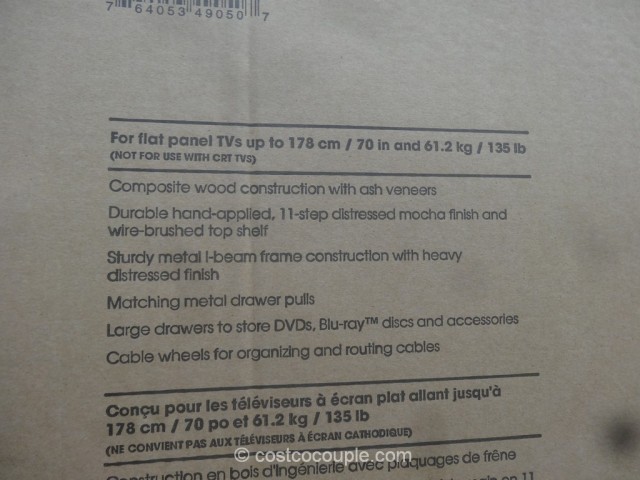 7 64053 49050 7
For flat panel TVs up to 178 cm / 70 in and 61.2 kg / 135 lb
(NOT FOR USE WITH CRT TVS)
Composite wood construction with ash veneers
Durable hand-applied, 11-step distressed mocha finish and
wire-brushed top shelf
Sturdy metal I-beam frame construction with heavy
distressed finish
Matching metal drawer pulls
Large drawers to store DVDs, Blu-ray™ discs and accessories
Cable wheels for organizing and routing cables
Conçu pour les téléviseurs à écran plat allant jusqu'à
178 cm / 70 po et 61.2 kg / 135 lb
(NE CONVIENT PAS AUX TÉLÉVISEURS À ÉCRAN CATHODIQUE)
Construction en bois d'ingénierie avec plaquages de frêne
© costcocouple.com
en 11